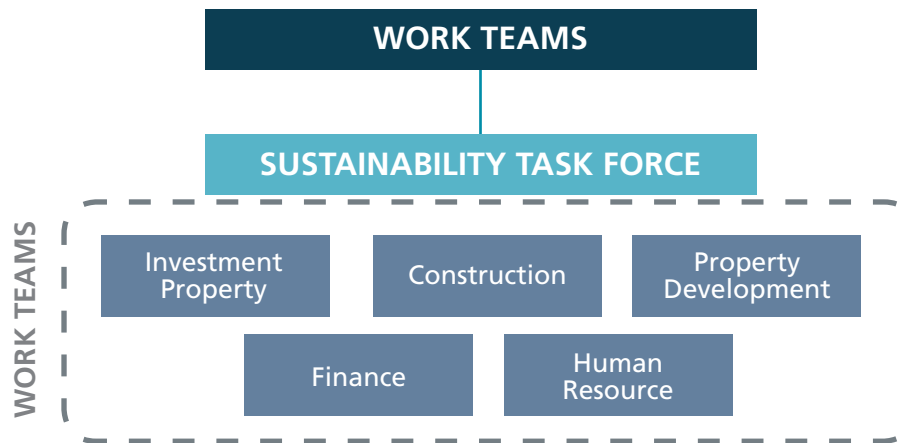 WORK TEAMS
SUSTAINABILITY TASK FORCE
WORK TEAMS
Investment
Property
Construction
Property
Development
Finance
Human
Resource